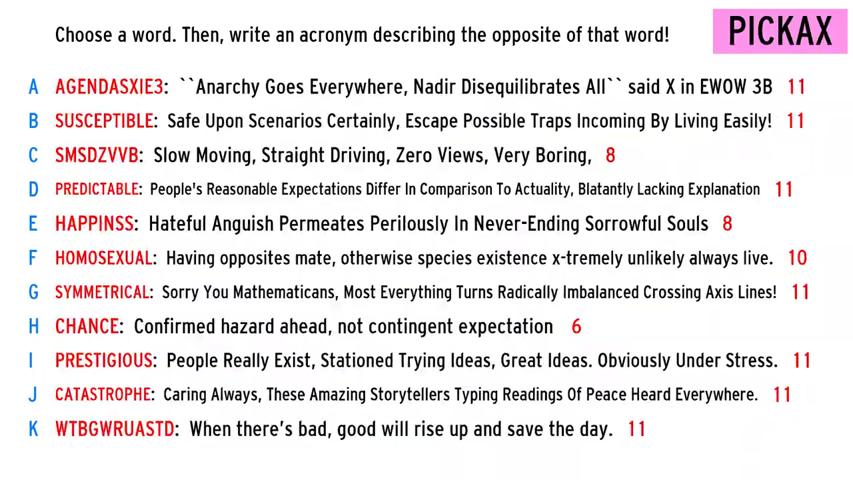 Choose a word. Then, write an acronym describing the opposite of that word!
PICKAX
A AGENDASXIE3: ``Anarchy Goes Everywhere, Nadir Disequilibrates All`` said X in EWOW 3B 11
B SUSCEPTIBLE: Safe Upon Scenarios Certainly, Escape Possible Traps Incoming By Living Easily! 11
C SMSDZVVB: Slow Moving, Straight Driving, Zero Views, Very Boring, 8
D PREDICTABLE: People's Reasonable Expectations Differ In Comparison To Actuality, Blatantly Lacking Explanation 11
E HAPPINSS: Hateful Anguish Permeates Perilously In Never-Ending Sorrowful Souls 8
F HOMOSEXUAL: Having opposites mate, otherwise species existence x-tremely unlikely always live. 10
G SYMMETRICAL: Sorry You Mathematicans, Most Everything Turns Radically Imbalanced Crossing Axis Lines! 11
H CHANCE: Confirmed hazard ahead, not contingent expectation 6
I PRESTIGIOUS: People Really Exist, Stationed Trying Ideas, Great Ideas. Obviously Under Stress. 11
J CATASTROPHE: Caring Always, These Amazing Storytellers Typing Readings Of Peace Heard Everywhere. 11
K WTBGWRUASTD: When there's bad, good will rise up and save the day. 11